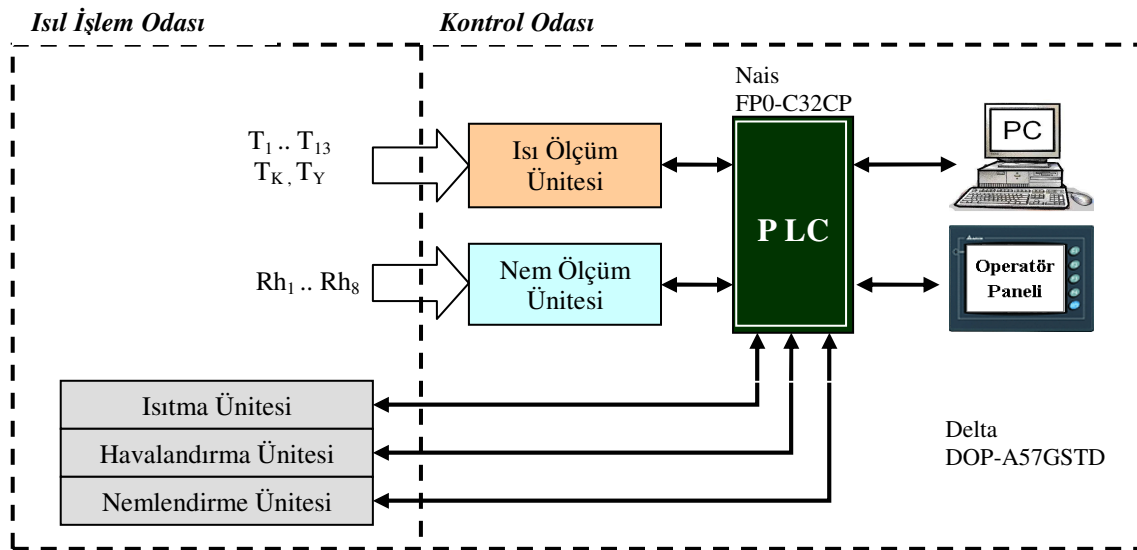 Isıl İşlem Odası
Kontrol Odası
Nais
FP0-C32CP
T1 .. T13
TK , TY
Isı Ölçüm
Ünitesi
PC
P LC
Rh1 .. Rh8
Nem Ölçüm
Ünitesi
Operatör
Paneli
Isıtma Ünitesi
Havalandırma Ünitesi
Nemlendirme Ünitesi
Delta
DOP-A57GSTD